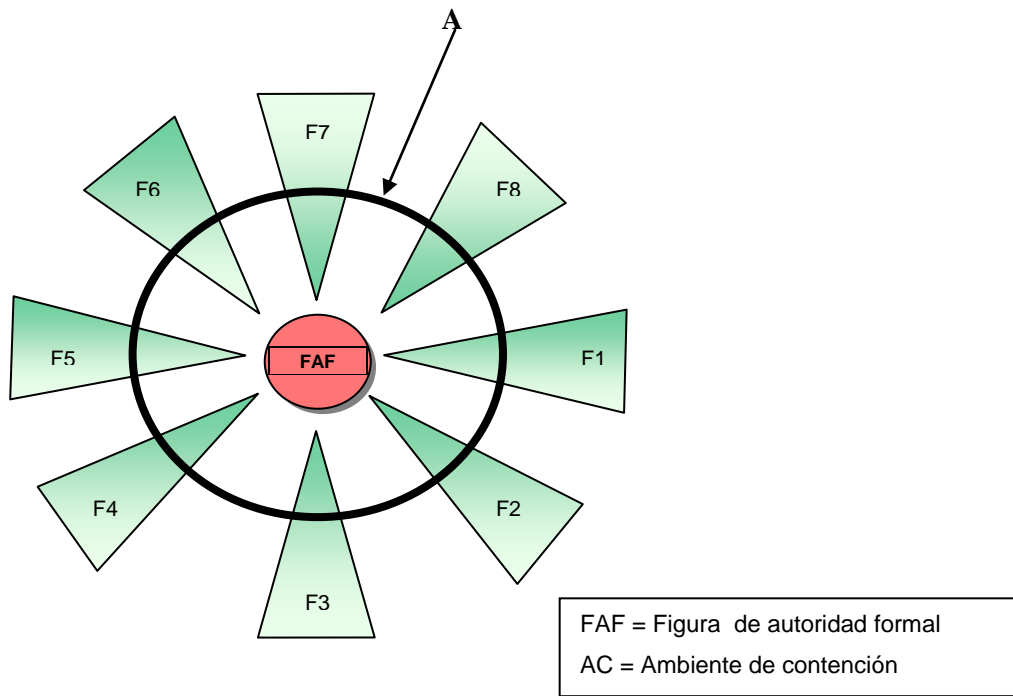 A
F7
F6
F8
F5
FAF
F1
F4
F2
F3
FAF = Figura de autoridad formal
AC = Ambiente de contención